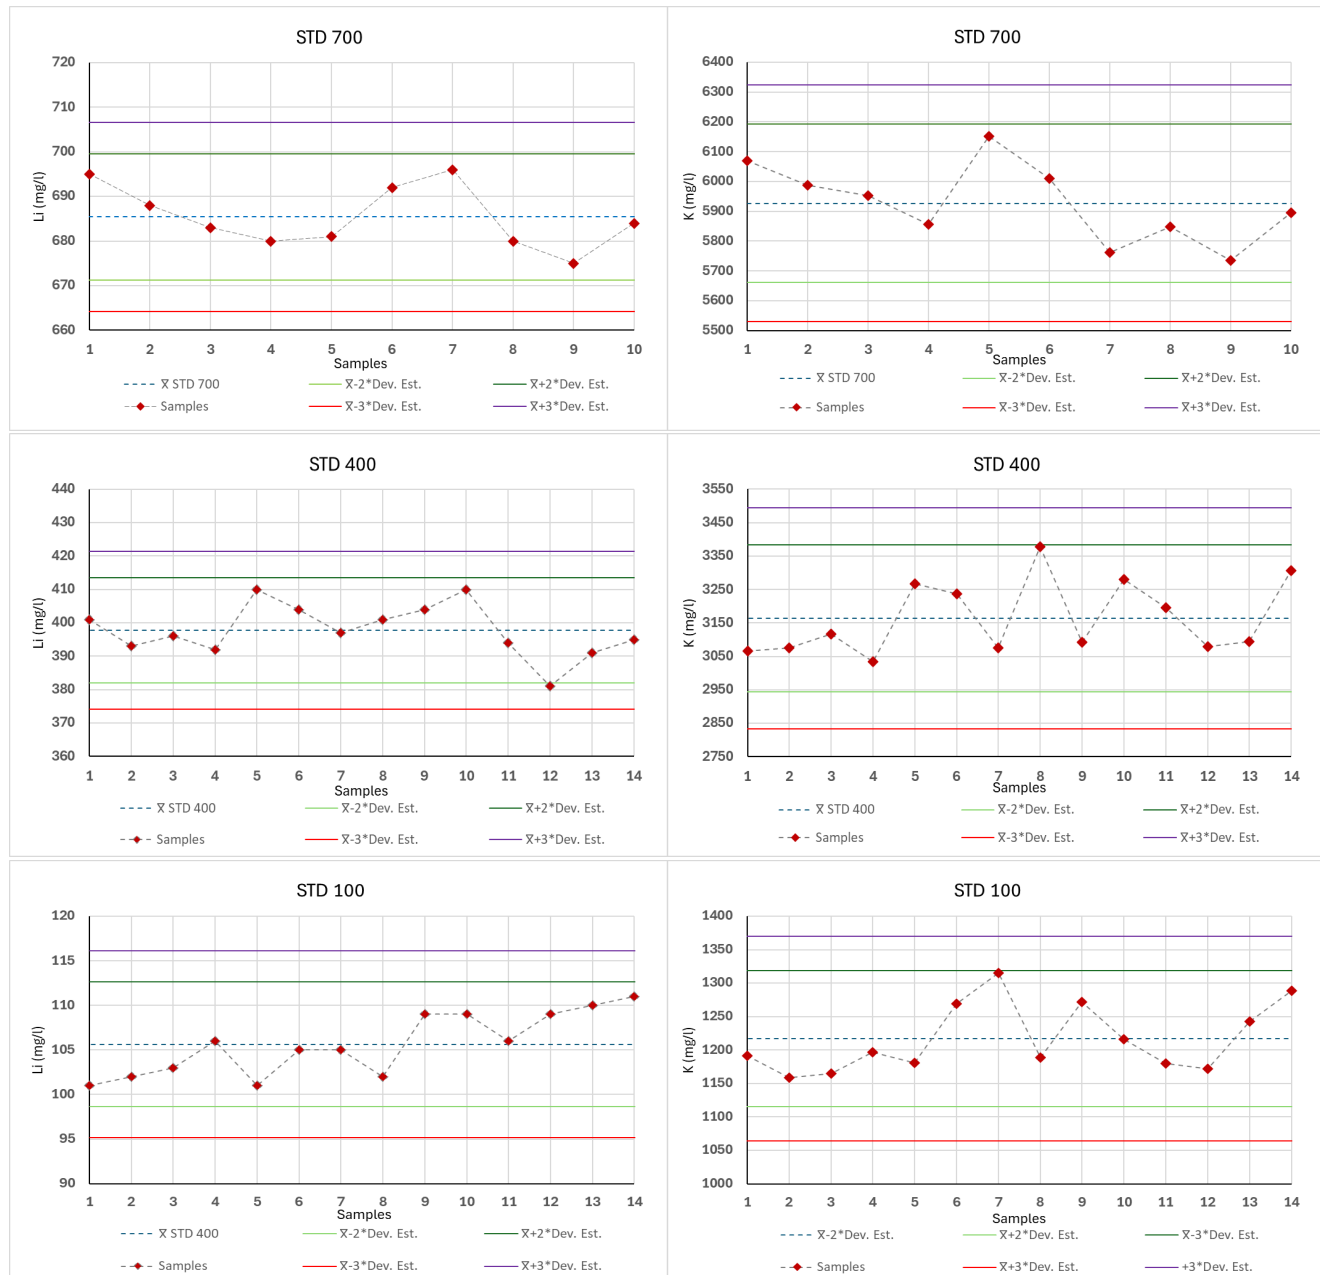 STD 700
720
710
700
690
680
670
660
Li (mg/l)
1 2 3 4 5 6 7 8 9 10
Samples
X̅ STD 700 X̅-2*Dev. Est. X̅+2*Dev. Est.
Samples X̅-3*Dev. Est. X̅+3*Dev. Est.
STD 700
6400
6300
6200
6100
6000
5900
5800
5700
5600
5500
K (mg/l)
1 2 3 4 5 6 7 8 9 10
Samples
X̅ STD 700 X̅-2*Dev. Est. X̅+2*Dev. Est.
Samples X̅-3*Dev. Est. X̅+3*Dev. Est.
STD 400
440
430
420
410
400
390
380
370
360
Li (mg/l)
1 2 3 4 5 6 7 8 9 10 11 12 13 14
Samples
X̅ STD 400 X̅-2*Dev. Est. X̅+2*Dev. Est.
Samples X̅-3*Dev. Est. X̅+3*Dev. Est.
STD 400
3550
3450
3350
3250
3150
3050
2950
2850
2750
K (mg/l)
1 2 3 4 5 6 7 8 9 10 11 12 13 14
Samples
X̅ STD 400 X̅-2*Dev. Est. X̅+2*Dev. Est.
Samples X̅-3*Dev. Est. X̅+3*Dev. Est.
STD 100
120
115
110
105
100
95
90
Li (mg/l)
1 2 3 4 5 6 7 8 9 10 11 12 13 14
Samples
X̅ STD 400 X̅-2*Dev. Est. X̅+2*Dev. Est.
Samples X̅-3*Dev. Est. X̅+3*Dev. Est.
STD 100
1400
1350
1300
1250
1200
1150
1100
1050
1000
K (mg/l)
1 2 3 4 5 6 7 8 9 10 11 12 13 14
Samples
X̅-2*Dev. Est. X̅+2*Dev. Est. X̅-3*Dev. Est.
Samples X̅+3*Dev. Est. +3*Dev. Est.